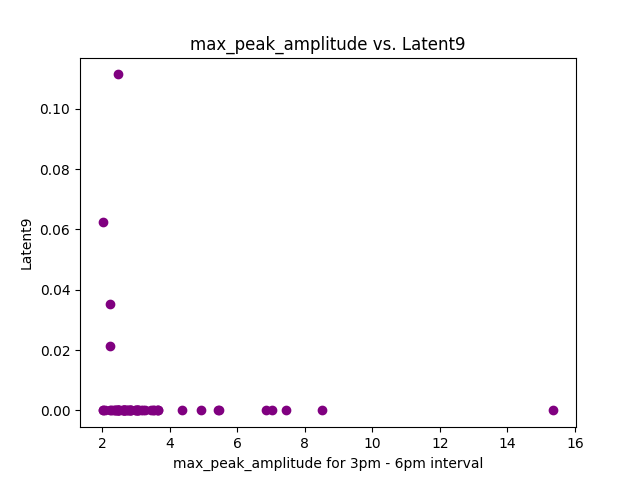 max_peak_amplitude vs. Latent9
0.10
0.08
0.06
0.04
0.02
0.00
Latent9
2 4 6 8 10 12 14 16
max_peak_amplitude for 3pm - 6pm interval